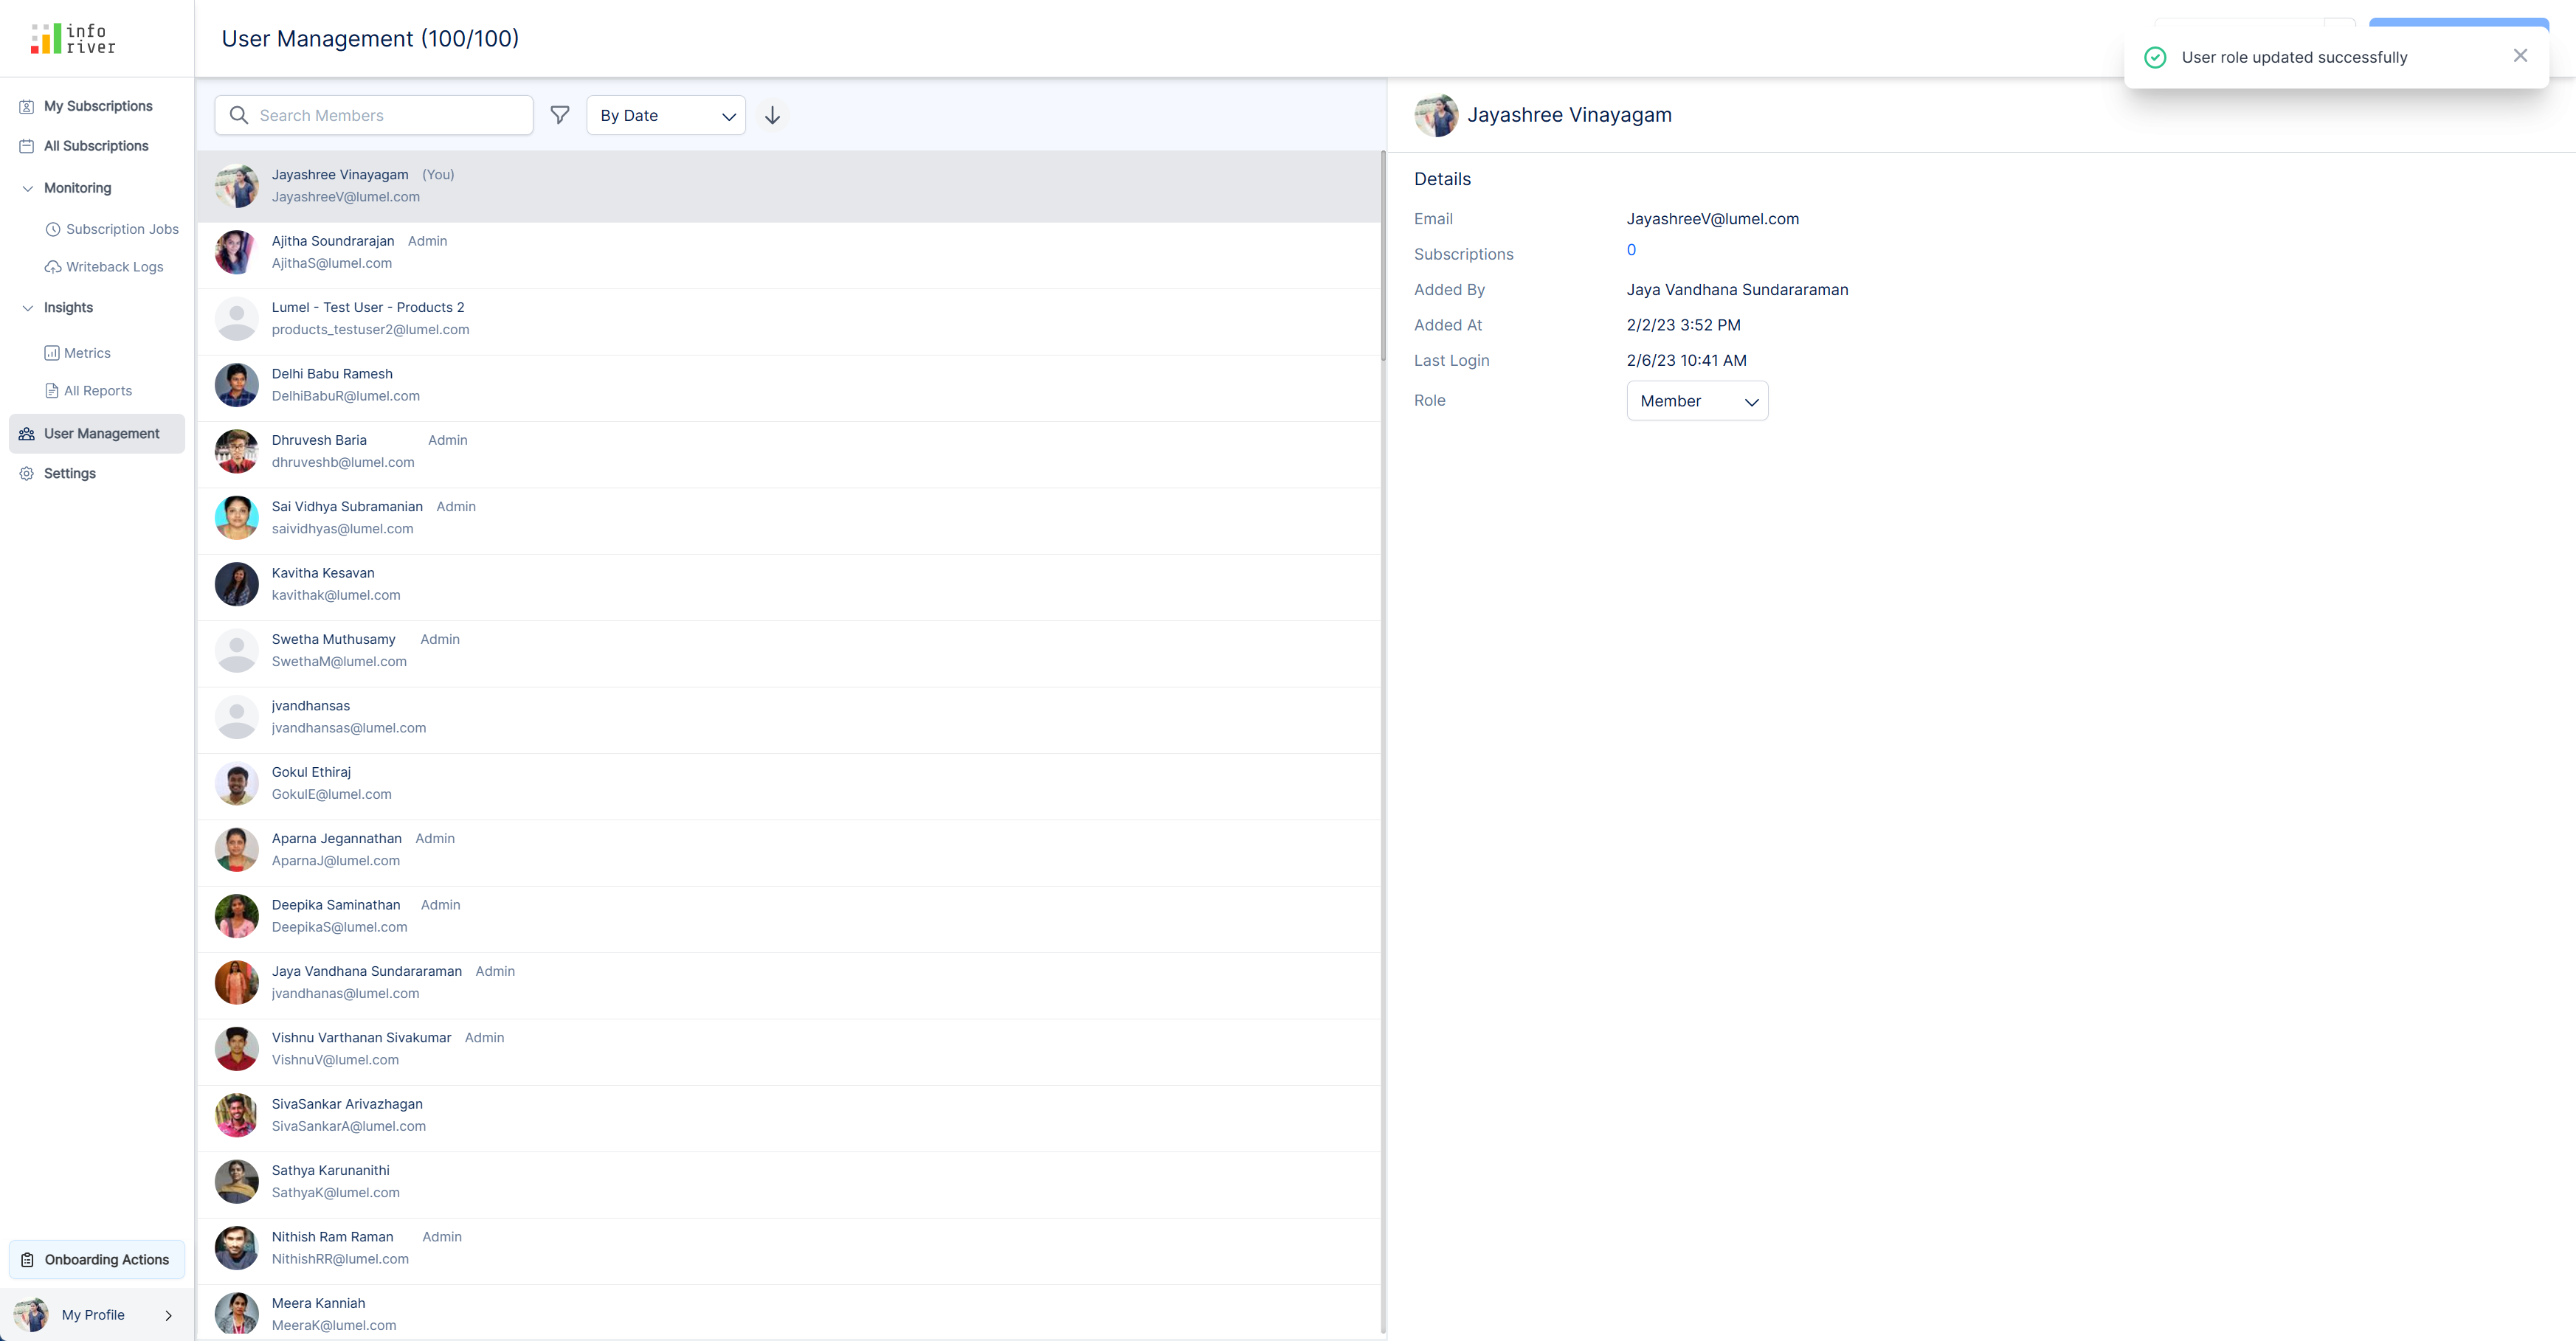 info
river
User Management (100/100)
User role updated successfully
My Subscriptions
All Subscriptions
Monitoring
Subscription Jobs
Writeback Logs
Insights
Metrics
All Reports
User Management
Settings
Onboarding Actions
My Profile
Search Members
By Date
Jayashree Vinayagam (You)
JayashreeV@lumel.com
Ajitha Soundrarajan Admin
AjithaS@lumel.com
Lumel - Test User - Products 2
products_testuser2@lumel.com
Delhi Babu Ramesh
DelhiBabuR@lumel.com
Dhruvesh Baria Admin
dhruveshb@lumel.com
Sai Vidhya Subramanian Admin
saividhyas@lumel.com
Kavitha Kesavan
kavithak@lumel.com
Swetha Muthusamy Admin
SwethaM@lumel.com
jvandhansas
jvandhansas@lumel.com
Gokul Ethiraj
GokulE@lumel.com
Aparna Jegannathan Admin
AparnaJ@lumel.com
Deepika Saminathan Admin
DeepikaS@lumel.com
Jaya Vandhana Sundararaman Admin
jvandhanas@lumel.com
Vishnu Varthanan Sivakumar Admin
VishnuV@lumel.com
SivaSankar Arivazhagan
SivaSankarA@lumel.com
Sathya Karunanithi
SathyaK@lumel.com
Nithish Ram Raman Admin
NithishRR@lumel.com
Meera Kanniah
MeeraK@lumel.com
Jayashree Vinayagam
Details
Email JayashreeV@lumel.com
Subscriptions 0
Added By Jaya Vandhana Sundararaman
Added At 2/2/23 3:52 PM
Last Login 2/6/23 10:41 AM
Role Member